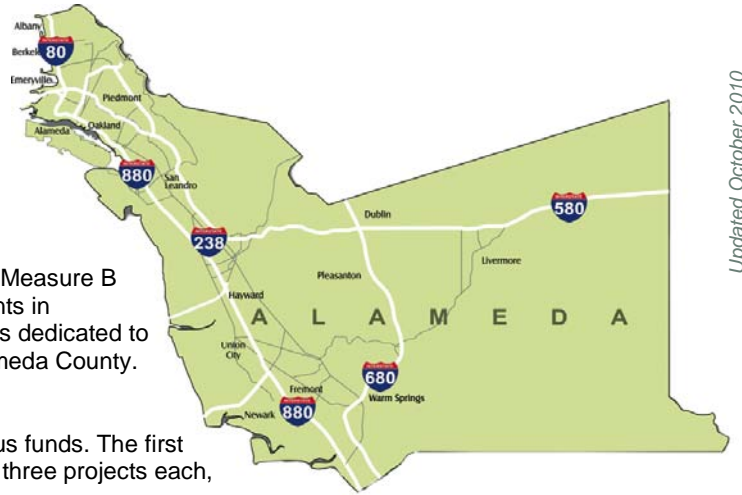 Albany
80
Berkel
Emeryville
Piedmont
Oakland
Alameda
880
San
Leandro
238
Dublin
580
Livermore
Pleasanton
Hayward
A L A M E D A
Union
City
680
Warm Springs
Fremont
880
Newark
Updated October 2010
Measure B
nts in
s dedicated to
meda County.
us funds. The first
three projects each,